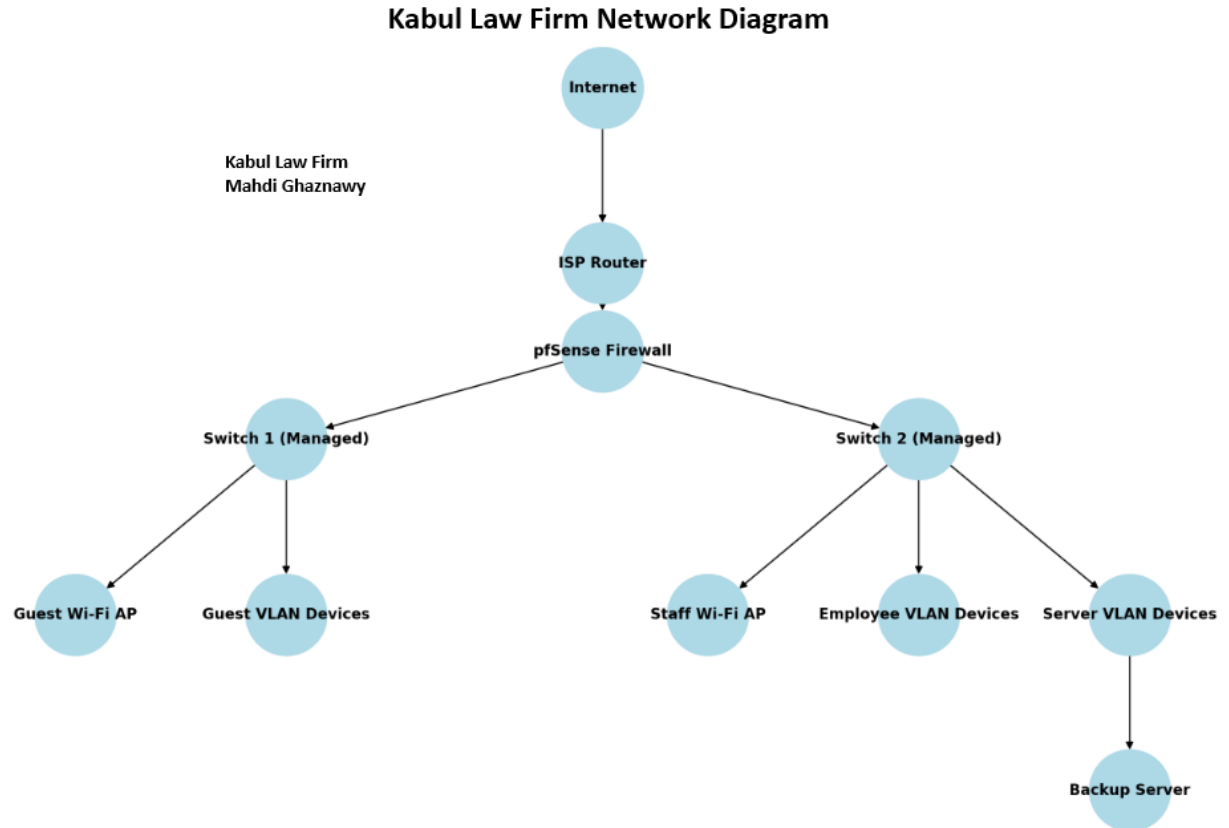 Kabul Law Firm Network Diagram
Internet
Kabul Law Firm
Mahdi Ghaznawy
ISP Router
pfSense Firewall
Switch 1 (Managed)
Switch 2 (Managed)
Guest Wi-Fi AP
Guest VLAN Devices
Staff Wi-Fi AP
Employee VLAN Devices
Server VLAN Devices
Backup Server